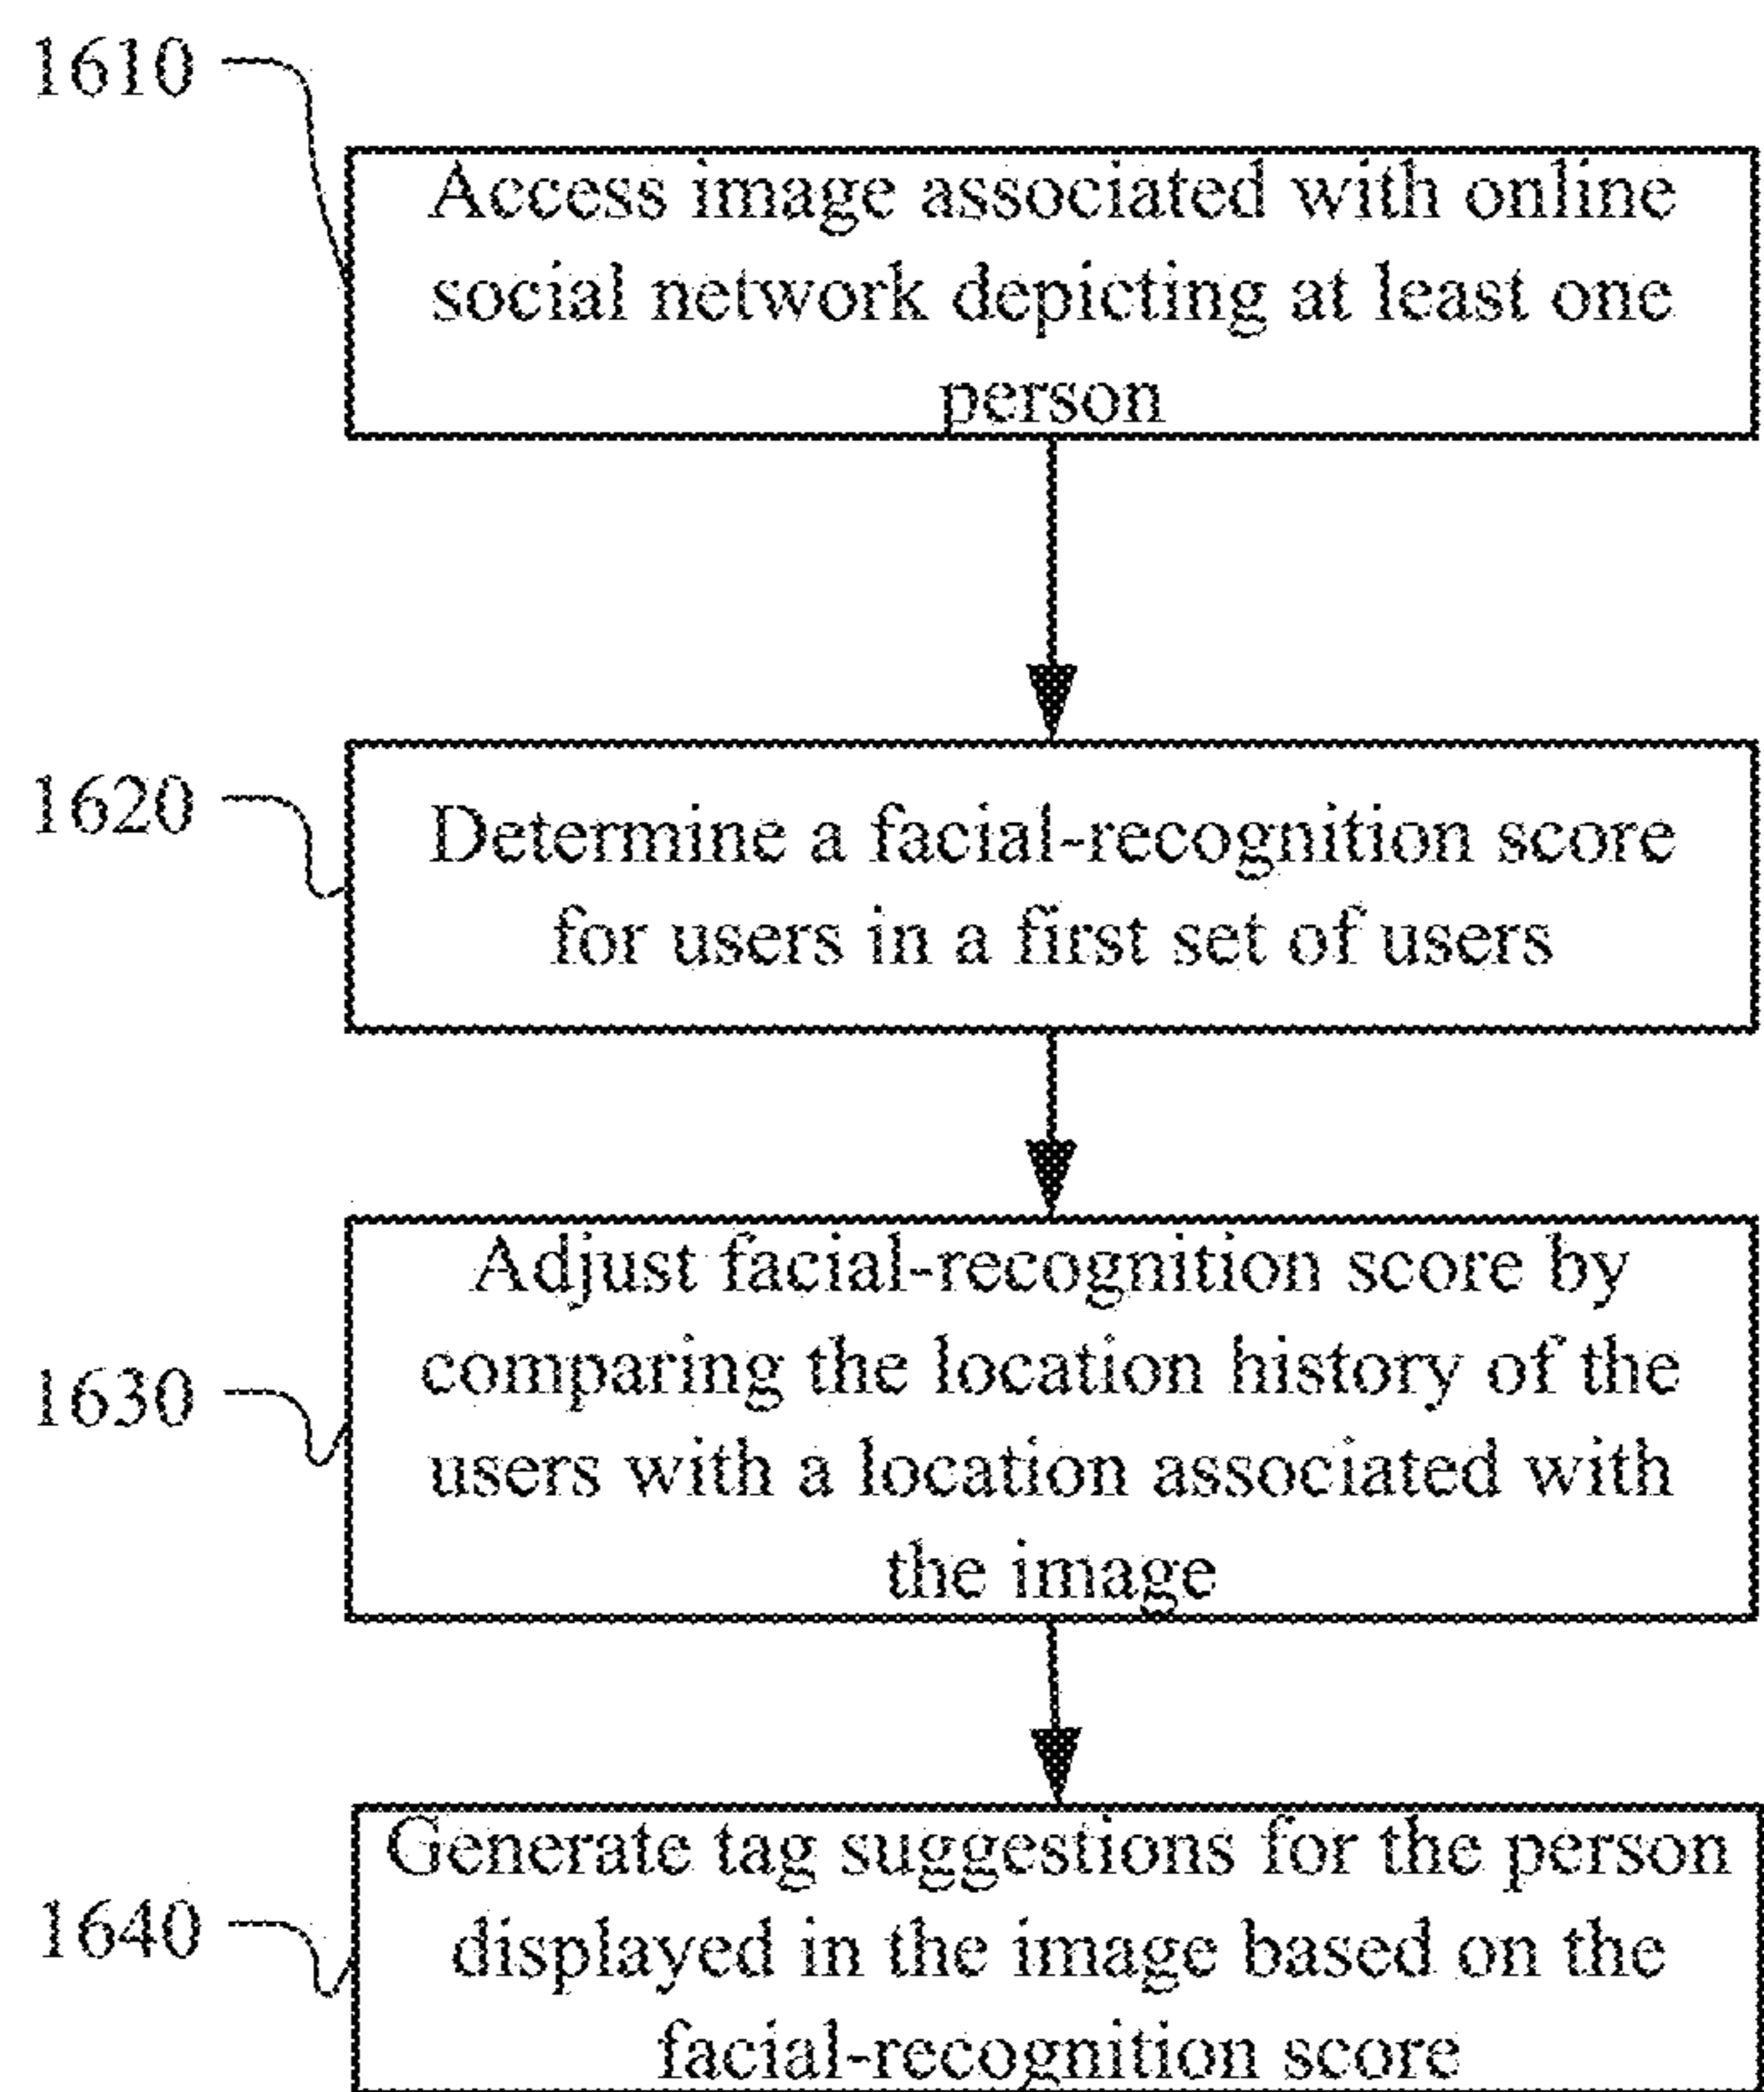 1610
Access image associated with online
social network depicting at least one
person
1620
Determine a facial-recognition score
for users in a first set of users
Adjust facial-recognition score by
comparing the location history of the
1630
users with a location associated with
the image
Generate tag suggestions for the person
1640
displayed in the image based on the
facial-recognition score